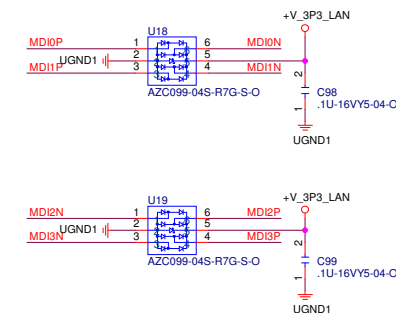 +V_3P3_LAN
U18
MDI0P 1 6 MDI0N
UGND1 2 5
MDI1P 3 4 MDI1N
2
AZC099-04S-R7G-S-O
C98
1 .1U-16VY5-04-O
UGND1
+V_3P3_LAN
U19
MDI2N 1 6 MDI2P
UGND1 2 5
MDI3N 3 4 MDI3P
2
AZC099-04S-R7G-S-O
C99
1 .1U-16VY5-04-O
UGND1